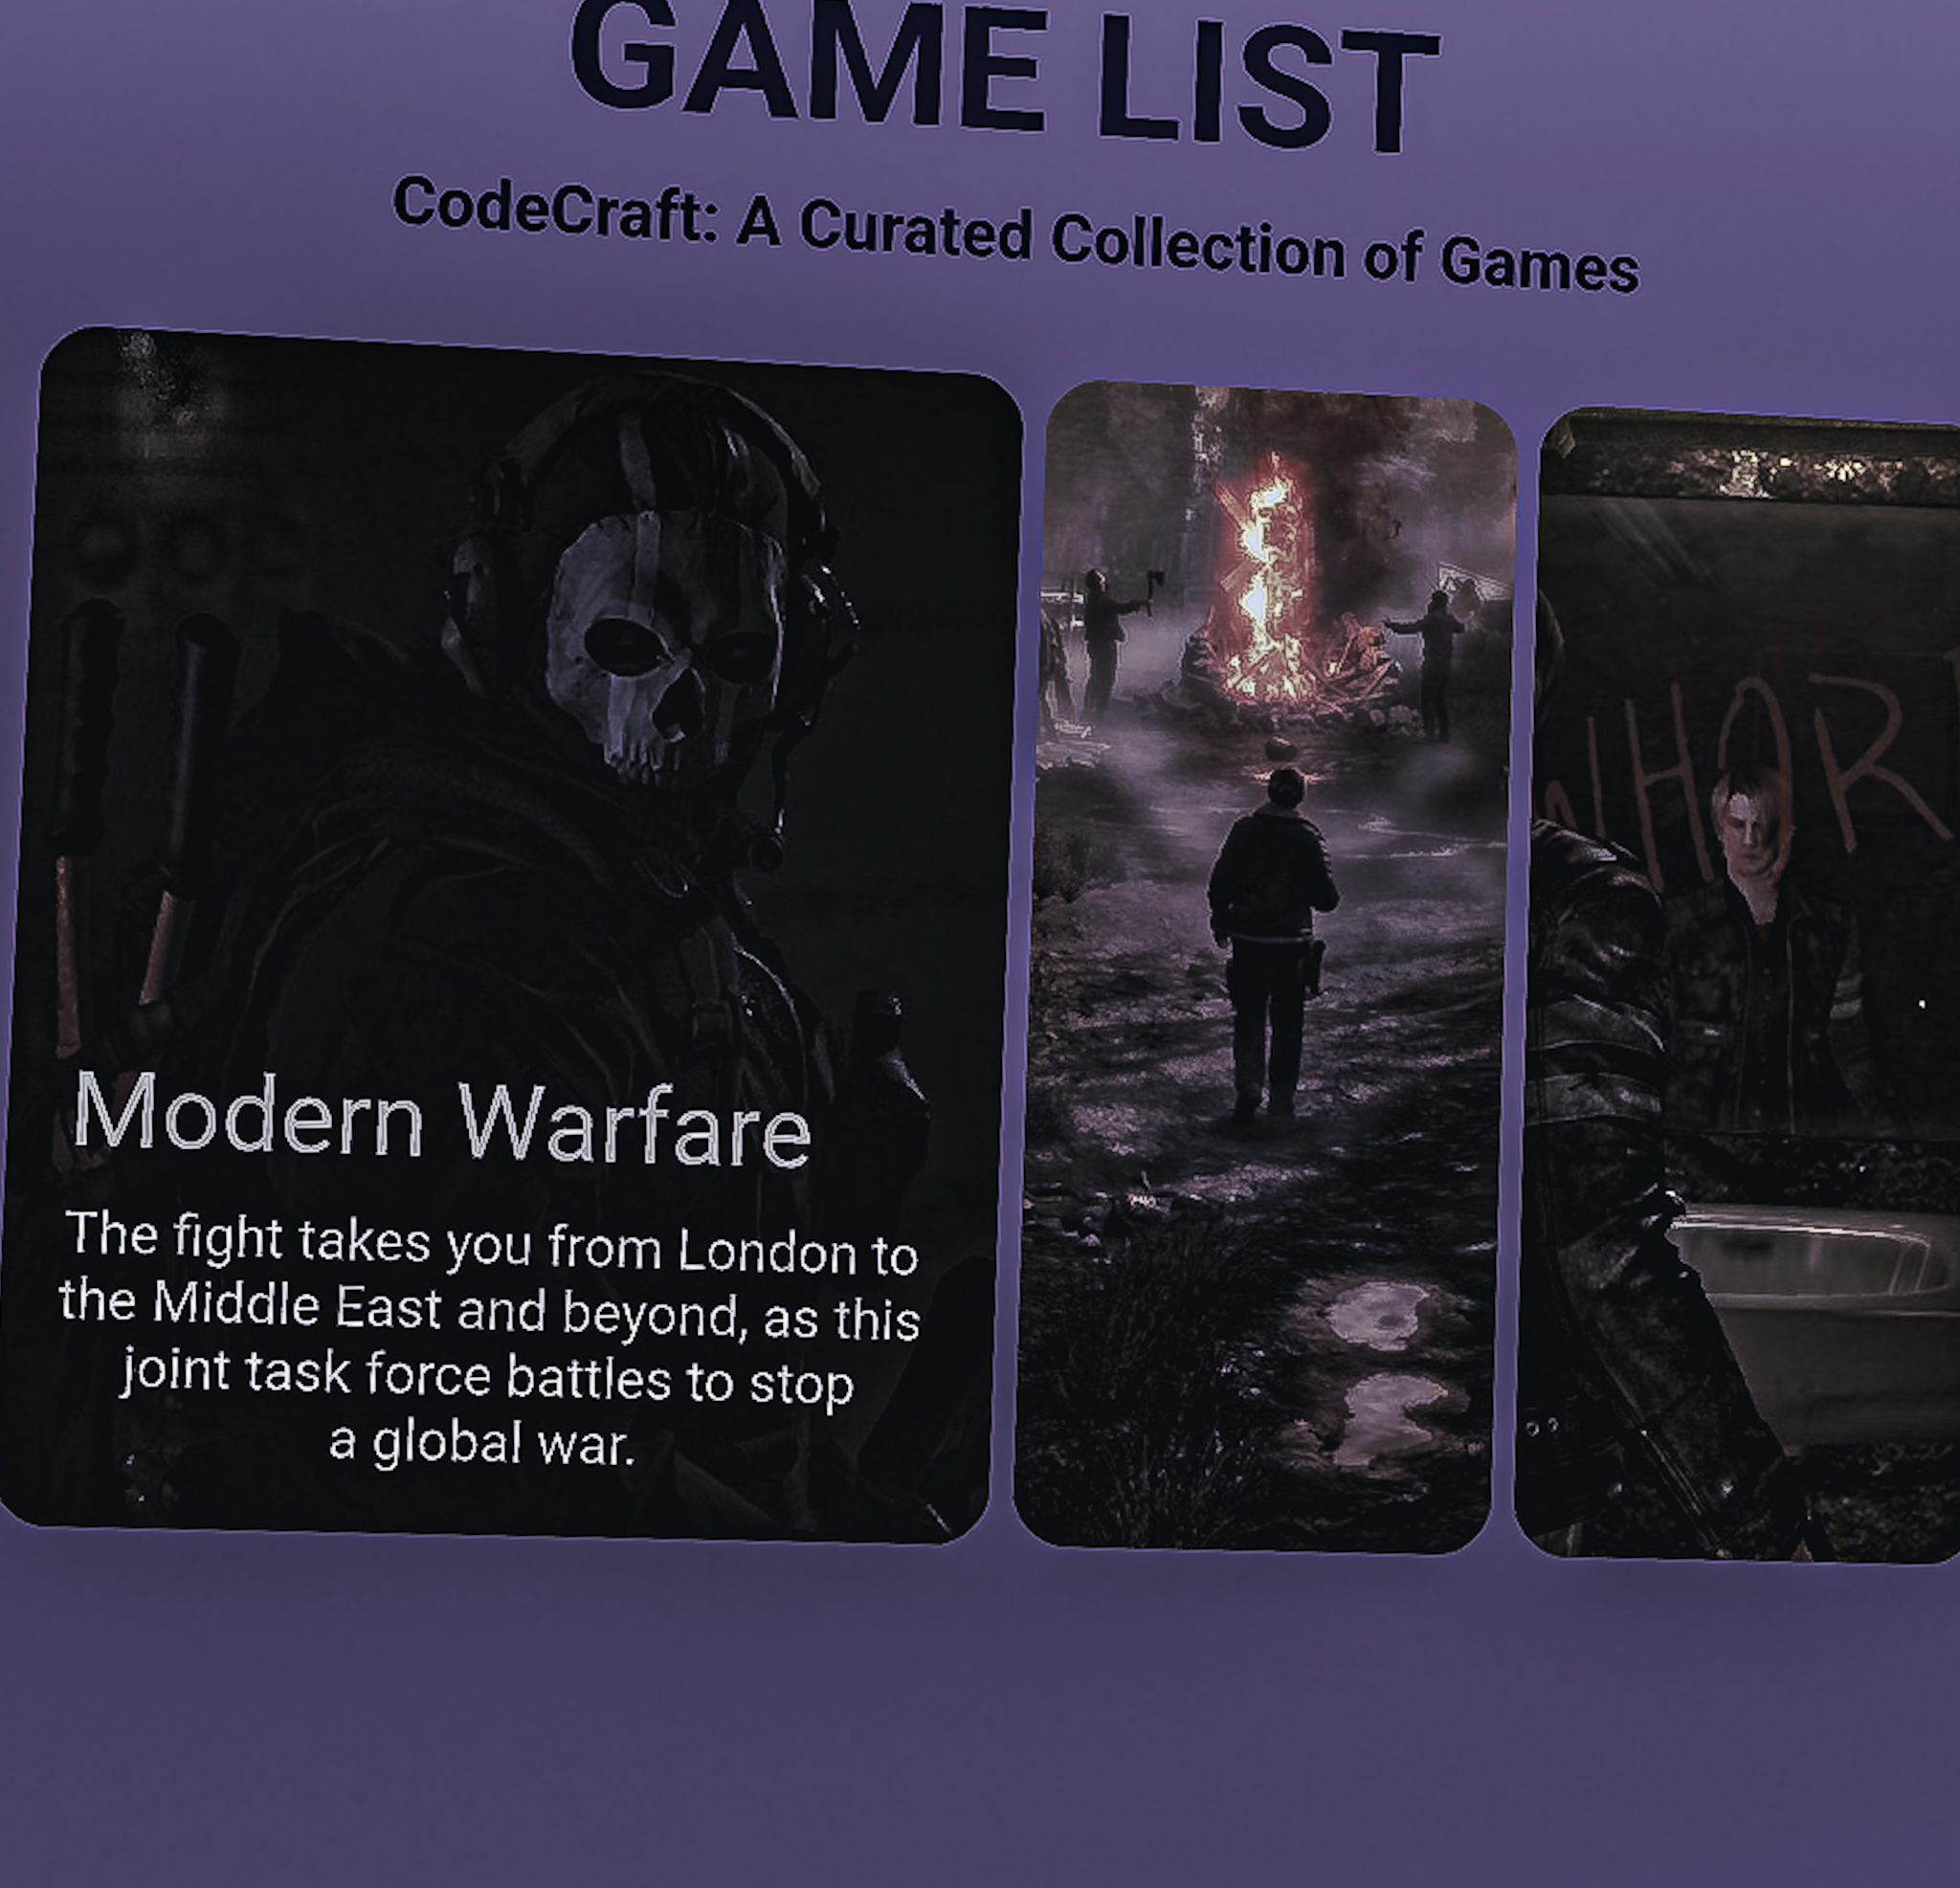 GAME LIST
CodeCraft: A Curated Collection of Games
WHOR
Modern Warfare
The fight takes you from London to
the Middle East and beyond, as this
joint task force battles to stop
a global war.